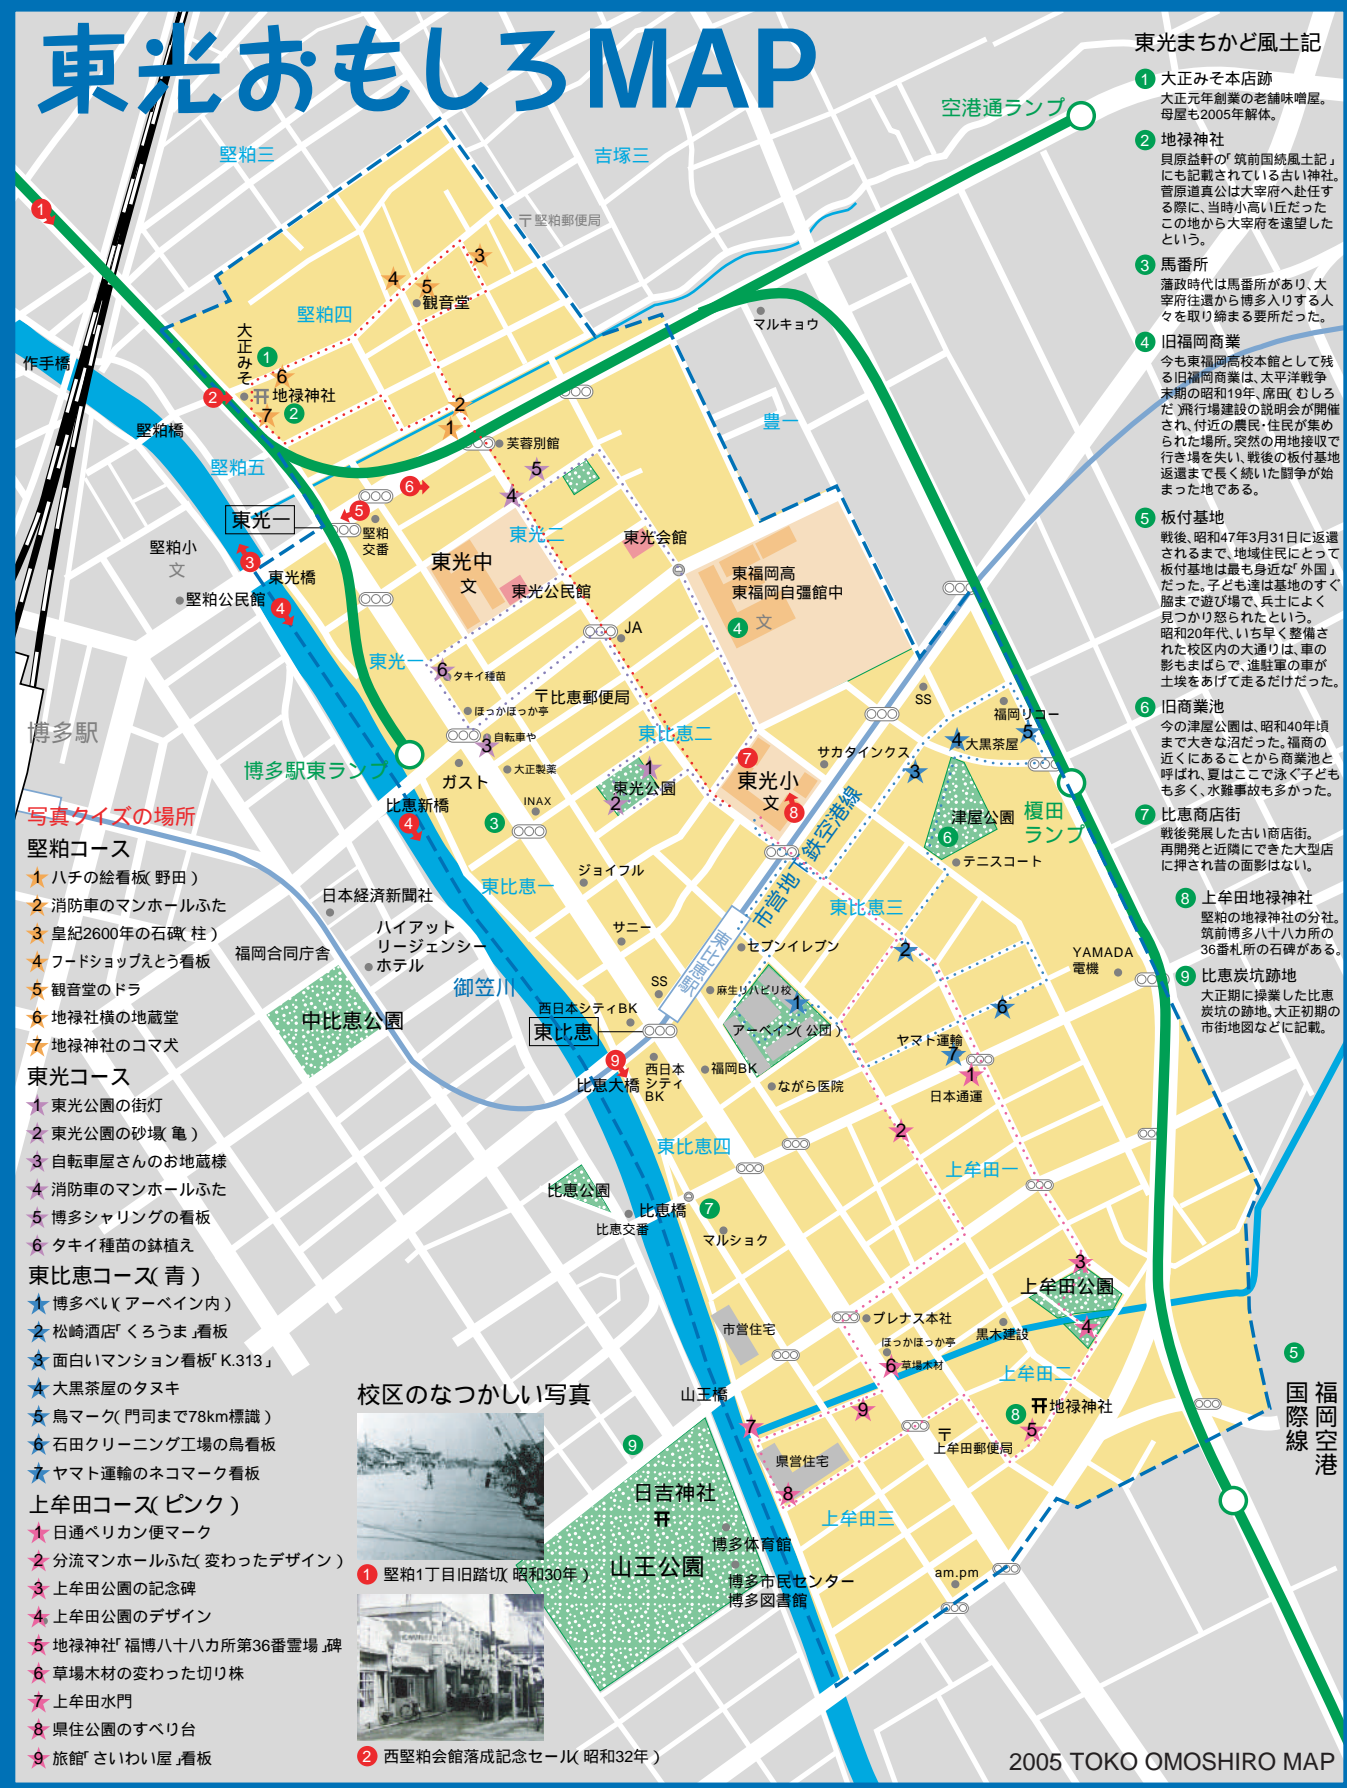 東光おもしろMAP
東光まちかど風土記
1 大正みそ本店跡
大正元年創業の老舗味噌屋。
母屋も2005年解体。
2 地禄神社
貝原益軒の「筑前国続風土記」
にも記載されている古い神社。
菅原道真公は大宰府へ赴任す
る際に、当時小高い丘だった
この地から大宰府を遠望した
という。
3 馬番所
藩政時代は馬番所があり、大
宰府往還から博多入りする人
々を取り締まる要所だった。
4 旧福岡商業
今も東福岡高校本館として残
る旧福岡商業は、太平洋戦争
末期の昭和19年、席田(むしろ
だ)飛行場建設の説明会が開催
され、付近の農民・住民が集め
られた場所。突然の用地接収で
行き場を失い、戦後の板付基地
返還まで長く続いた闘争が始
まった地である。
5 板付基地
戦後、昭和47年3月31日に返還
されるまで、地域住民にとって
板付基地は最も身近な「外国」
だった。子ども達は基地のすぐ
脇まで遊び場で、兵士によく
見つかり怒られたという。
昭和20年代、いち早く整備さ
れた校区内の大通りは、車の
影もまばらで、進駐軍の車が
土埃をあげて走るだけだった。
6 旧商業池
今の津屋公園は、昭和40年頃
まで大きな沼だった。福商の
近くにあることから商業池と
呼ばれ、夏はここで泳ぐ子ども
も多く、水難事故も多かった。
7 比恵商店街
戦後発展した古い商店街。
再開発と近隣にできた大型店
に押され昔の面影はない。
8 上牟田地禄神社
堅粕の地禄神社の分社。
筑前博多八十八カ所の
36番札所の石碑がある。
9 比恵炭坑跡地
大正期に操業した比恵
炭坑の跡地。大正初期の
市街地図などに記載。
空港通ランプ
堅粕三
吉塚三
〒堅粕郵便局
1
4
5
3
観音堂
堅粕四
マルキョウ
大正みそ
1
作手橋
6
2
地禄神社
7
2
2
1
豊一
堅粕橋
芙蓉別館
堅粕五
5
6
4
5
東光一
堅粕交番
東光二
東光会館
堅粕小
文
3
東光橋
東光中
文
東福岡高
東福岡自彊館中
文
4
堅粕公民館
4
東光公民館
JA
東光一
6
タキイ種苗
〒比恵郵便局
SS
福岡リコー
ほっかほっか亭
博多駅
3
自転車や
東比恵二
4
大黒茶屋
5
サカタインクス
3
7
東光小
文
8
博多駅東ランプ
ガスト
大正製薬
1
東光公園
2
比恵新橋
4
INAX
3
市営地下鉄空港線
津屋公園
6
榎田
ランプ
テニスコート
ジョイフル
東比恵一
日本経済新聞社
東比恵三
ハイアット
リージェンシー
ホテル
サニー
福岡合同庁舎
東比恵駅
セブンイレブン
2
YAMADA
電機
御笠川
SS
麻生リハビリ校
1
アーベイン(公団)
6
中比恵公園
西日本シティBK
東比恵
ヤマト運輸
7
9
比恵大橋
西日本
シティ
BK
福岡BK
ながら医院
1
日本通運
2
東比恵四
上牟田一
比恵公園
比恵橋
7
比恵交番
マルショク
3
上牟田公園
4
市営住宅
プレナス本社
ほっかほっか亭
黒木建設
6
草場木材
上牟田二
5
福岡空港
国際線
山王橋
7
9
8
地禄神社
5
〒
上牟田郵便局
9
県営住宅
8
日吉神社
上牟田三
博多体育館
山王公園
博多市民センター
博多図書館
am.pm
写真クイズの場所
堅粕コース
1 ハチの絵看板(野田)
2 消防車のマンホールふた
3 皇紀2600年の石碑(柱)
4 フードショップえとう看板
5 観音堂のドラ
6 地禄社横の地蔵堂
7 地禄神社のコマ犬
東光コース
1 東光公園の街灯
2 東光公園の砂場(亀)
3 自転車屋さんのお地蔵様
4 消防車のマンホールふた
5 博多シャリングの看板
6 タキイ種苗の鉢植え
東比恵コース(青)
1 博多べい(アーベイン内)
2 松崎酒店「くろうま」看板
3 面白いマンション看板「K.313」
4 大黒茶屋のタヌキ
5 鳥マーク(門司まで78km標識)
6 石田クリーニング工場の鳥看板
7 ヤマト運輸のネコマーク看板
上牟田コース(ピンク)
1 日通ペリカン便マーク
2 分流マンホールふた(変わったデザイン)
3 上牟田公園の記念碑
4 上牟田公園のデザイン
5 地禄神社「福博八十八カ所第36番霊場」碑
6 草場木材の変わった切り株
7 上牟田水門
8 県住公園のすべり台
9 旅館「さいわい屋」看板
校区のなつかしい写真
1 堅粕1丁目旧踏切(昭和30年)
2 西堅粕会館落成記念セール(昭和32年)
2005 TOKO OMOSHIRO MAP